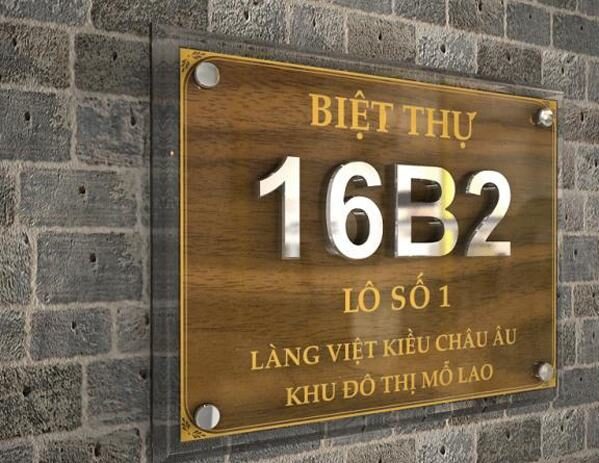 BIỆT THỰ
16B2
LÔ SỐ 1
LÀNG VIỆT KIỀU CHÂU ÂU
KHU ĐÔ THỊ MỖ LAO